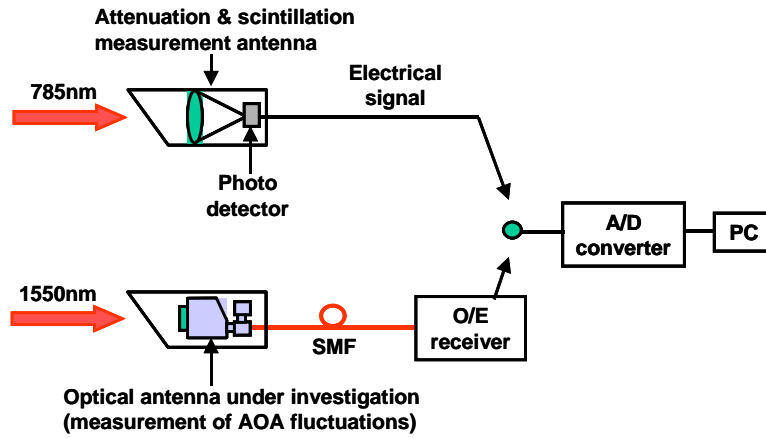 Attenuation & scintillation
measurement antenna
785nm
Electrical
signal
Photo
detector
A/D
converter
PC
1550nm
SMF
O/E
receiver
Optical antenna under investigation
(measurement of AOA fluctuations)